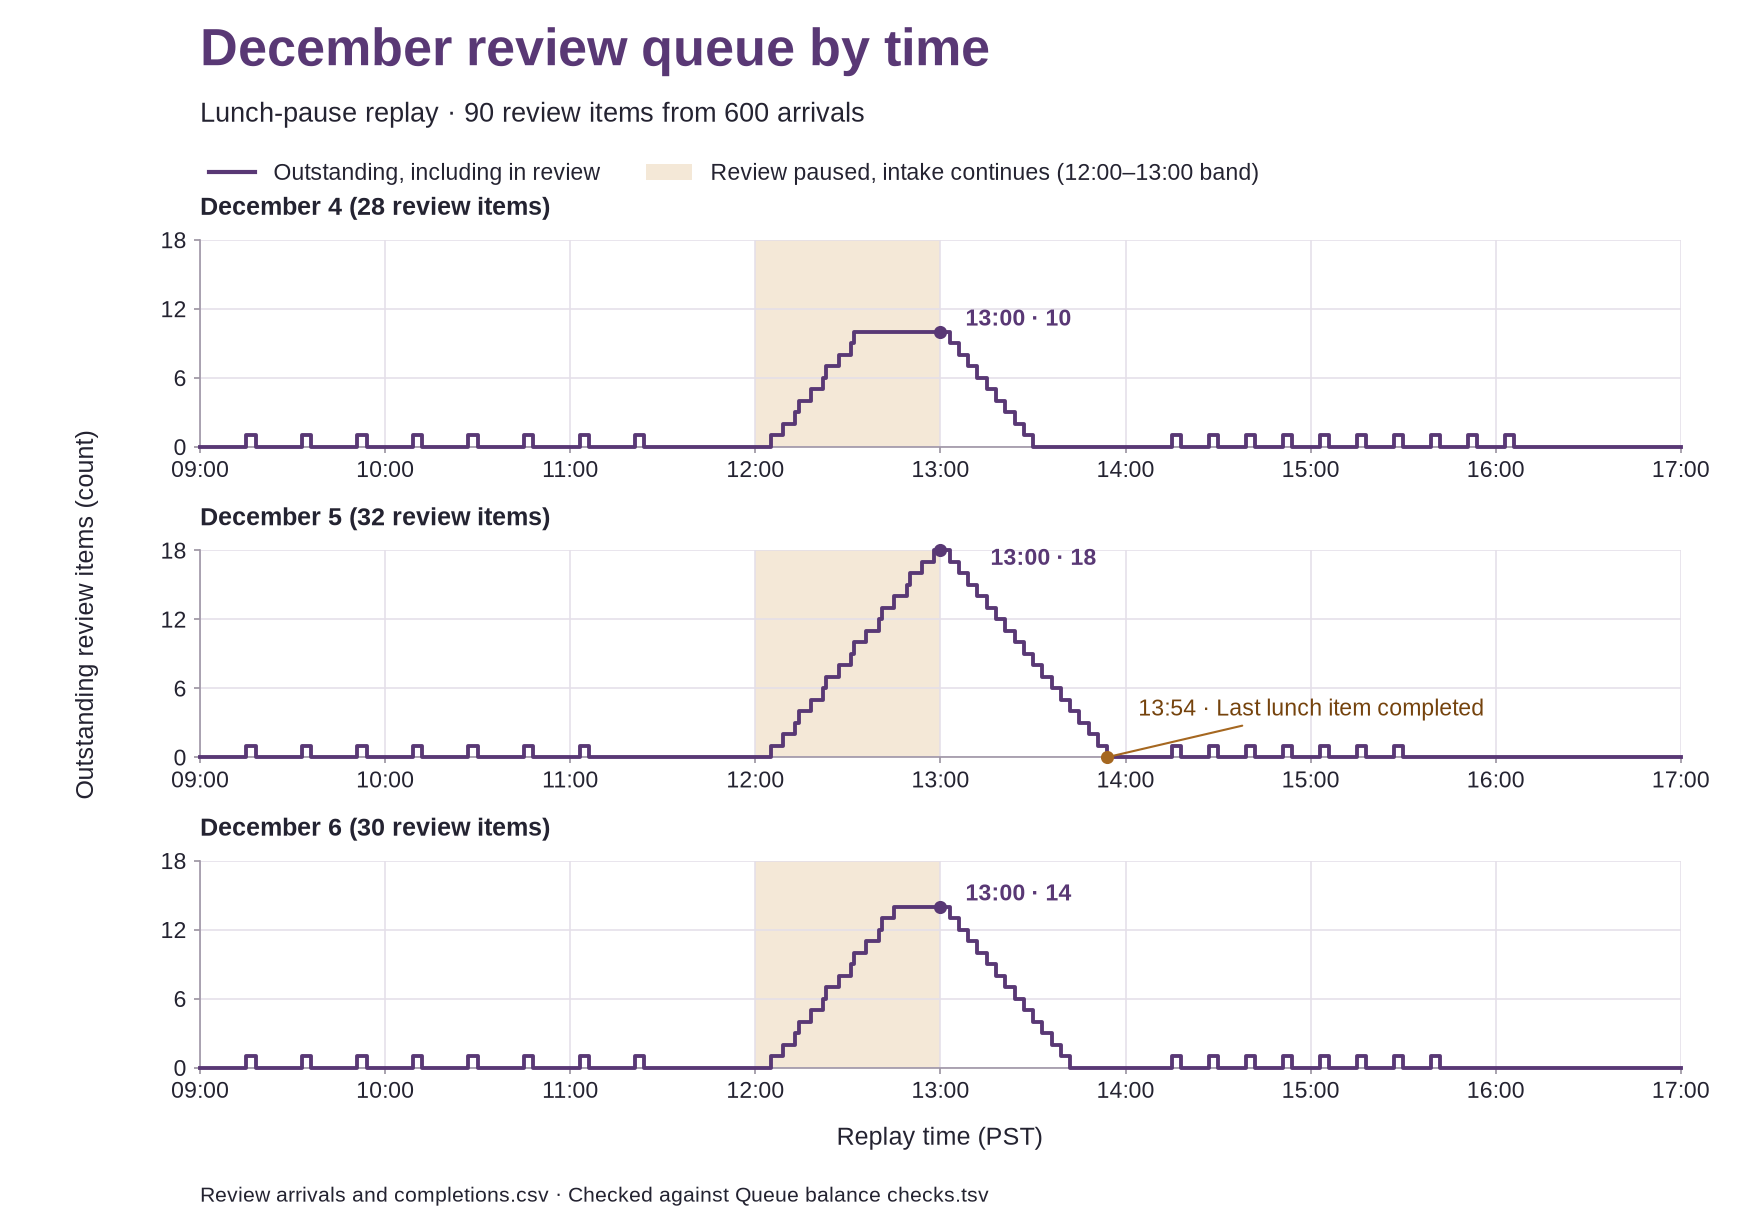 December review queue by time
Lunch-pause replay · 90 review items from 600 arrivals
Outstanding, including in review
Review paused, intake continues (12:00–13:00 band)
December 4 (28 review items)
18
12
6
0
13:00 · 10
09:00 10:00 11:00 12:00 13:00 14:00 15:00 16:00 17:00
December 5 (32 review items)
18
12
6
0
13:00 · 18
13:54 · Last lunch item completed
09:00 10:00 11:00 12:00 13:00 14:00 15:00 16:00 17:00
Outstanding review items (count)
December 6 (30 review items)
18
12
6
0
13:00 · 14
09:00 10:00 11:00 12:00 13:00 14:00 15:00 16:00 17:00
Replay time (PST)
Review arrivals and completions.csv · Checked against Queue balance checks.tsv